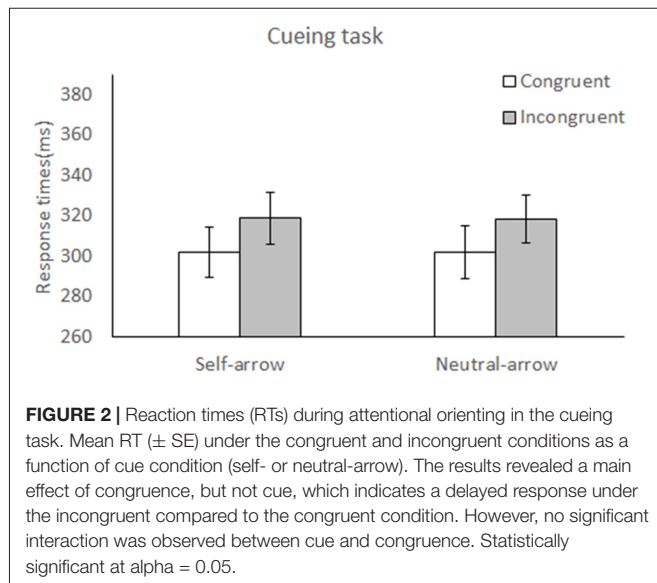 Cueing task
Congruent
Incongruent
Response times(ms)
380
360
340
320
300
280
260
Self-arrow
Neutral-arrow
FIGURE 2 | Reaction times (RTs) during attentional orienting in the cueing
task. Mean RT (± SE) under the congruent and incongruent conditions as a
function of cue condition (self- or neutral-arrow). The results revealed a main
effect of congruence, but not cue, which indicates a delayed response under
the incongruent compared to the congruent condition. However, no significant
interaction was observed between cue and congruence. Statistically
significant at alpha = 0.05.